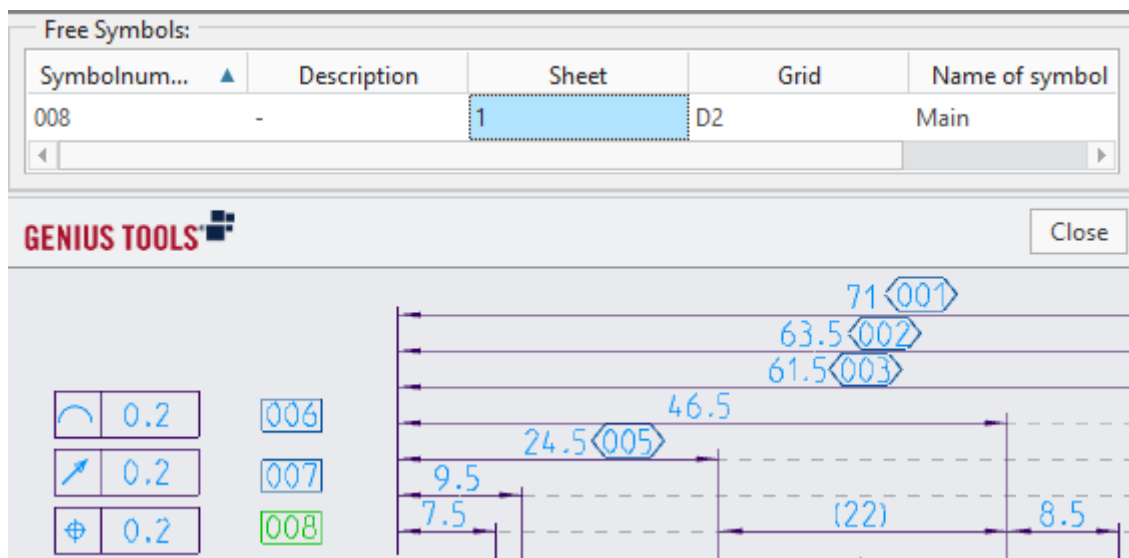 Free Symbols:
Symbolnum... Description Sheet Grid Name of symbol
008 - 1 D2 Main
GENIUS TOOLS
Close
71 001
63.5 002
61.5 003
0.2 006 46.5
24.5 005
0.2 007 9.5
0.2 008 7.5 (22) 8.5